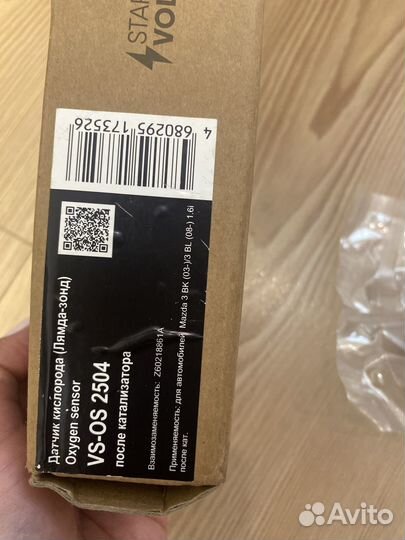 STAR
VOL
4 680295 173526
Датчик кислорода (Лямда-зонд)
Oxygen sensor
VS-OS 2504
после катализатора
Взаимозаменяемость: Z60218861A
Применяемость: для автомобилей Mazda 3 BK (03-)/3 BL (08-) 1.6i
после кат.
Avito